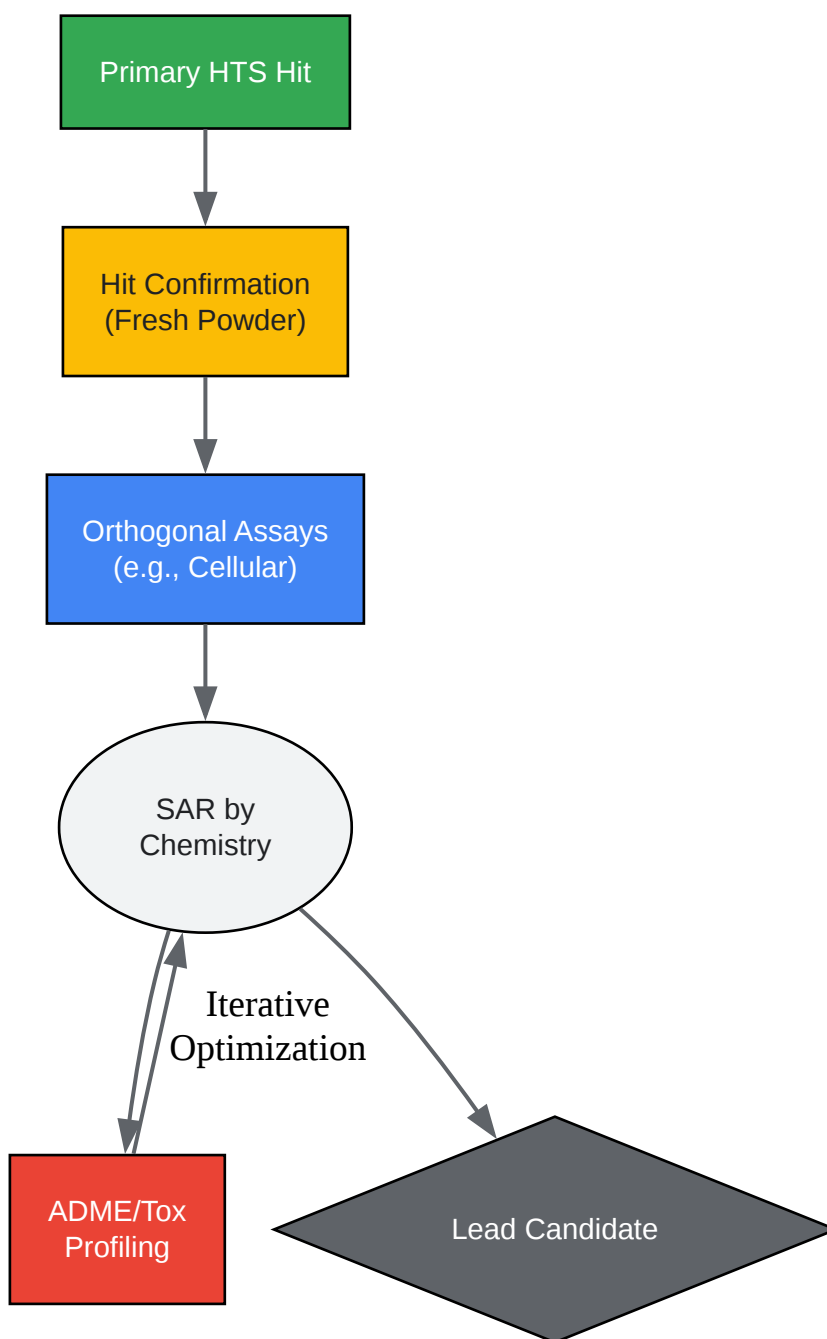 Primary HTS Hit
Hit Confirmation
(Fresh Powder)
Orthogonal Assays
(e.g., Cellular)
SAR by
Chemistry
Iterative
Optimization
ADME/Tox
Profiling
Lead Candidate